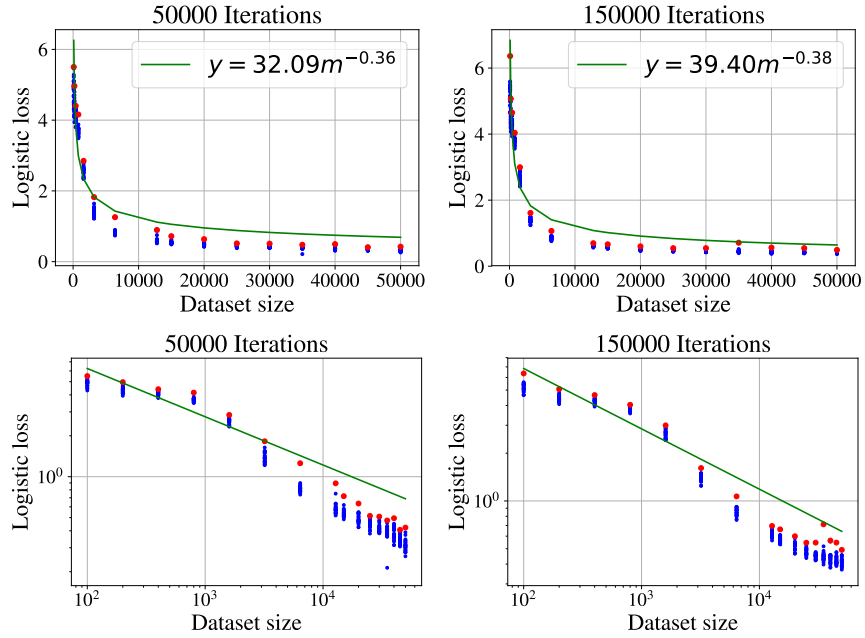 50000 Iterations
Logistic loss
6
4
2
0
y = 32.09m^{−0.36}
0 10000 20000 30000 40000 50000
Dataset size
150000 Iterations
Logistic loss
6
4
2
0
y = 39.40m^{−0.38}
0 10000 20000 30000 40000 50000
Dataset size
50000 Iterations
Logistic loss
10^0
10^2 10^3 10^4
Dataset size
150000 Iterations
Logistic loss
10^0
10^2 10^3 10^4
Dataset size